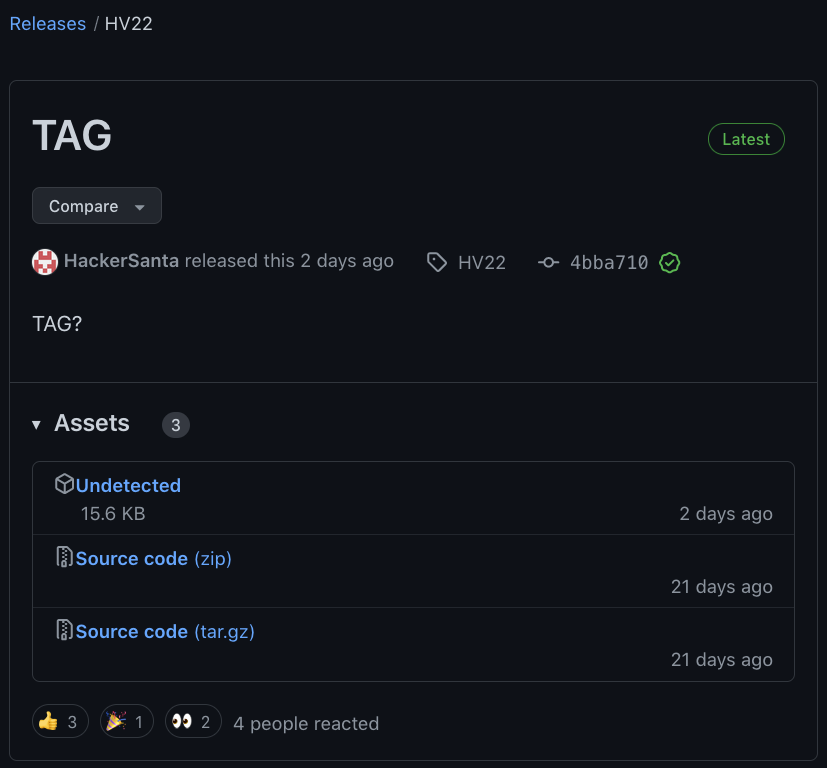 Releases / HV22
TAG
Latest
Compare
HackerSanta released this 2 days ago HV22 4bba710
TAG?
Assets 3
Undetected
15.6 KB 2 days ago
Source code (zip)
21 days ago
Source code (tar.gz)
21 days ago
👍 3 🎉 1 👀 2 4 people reacted